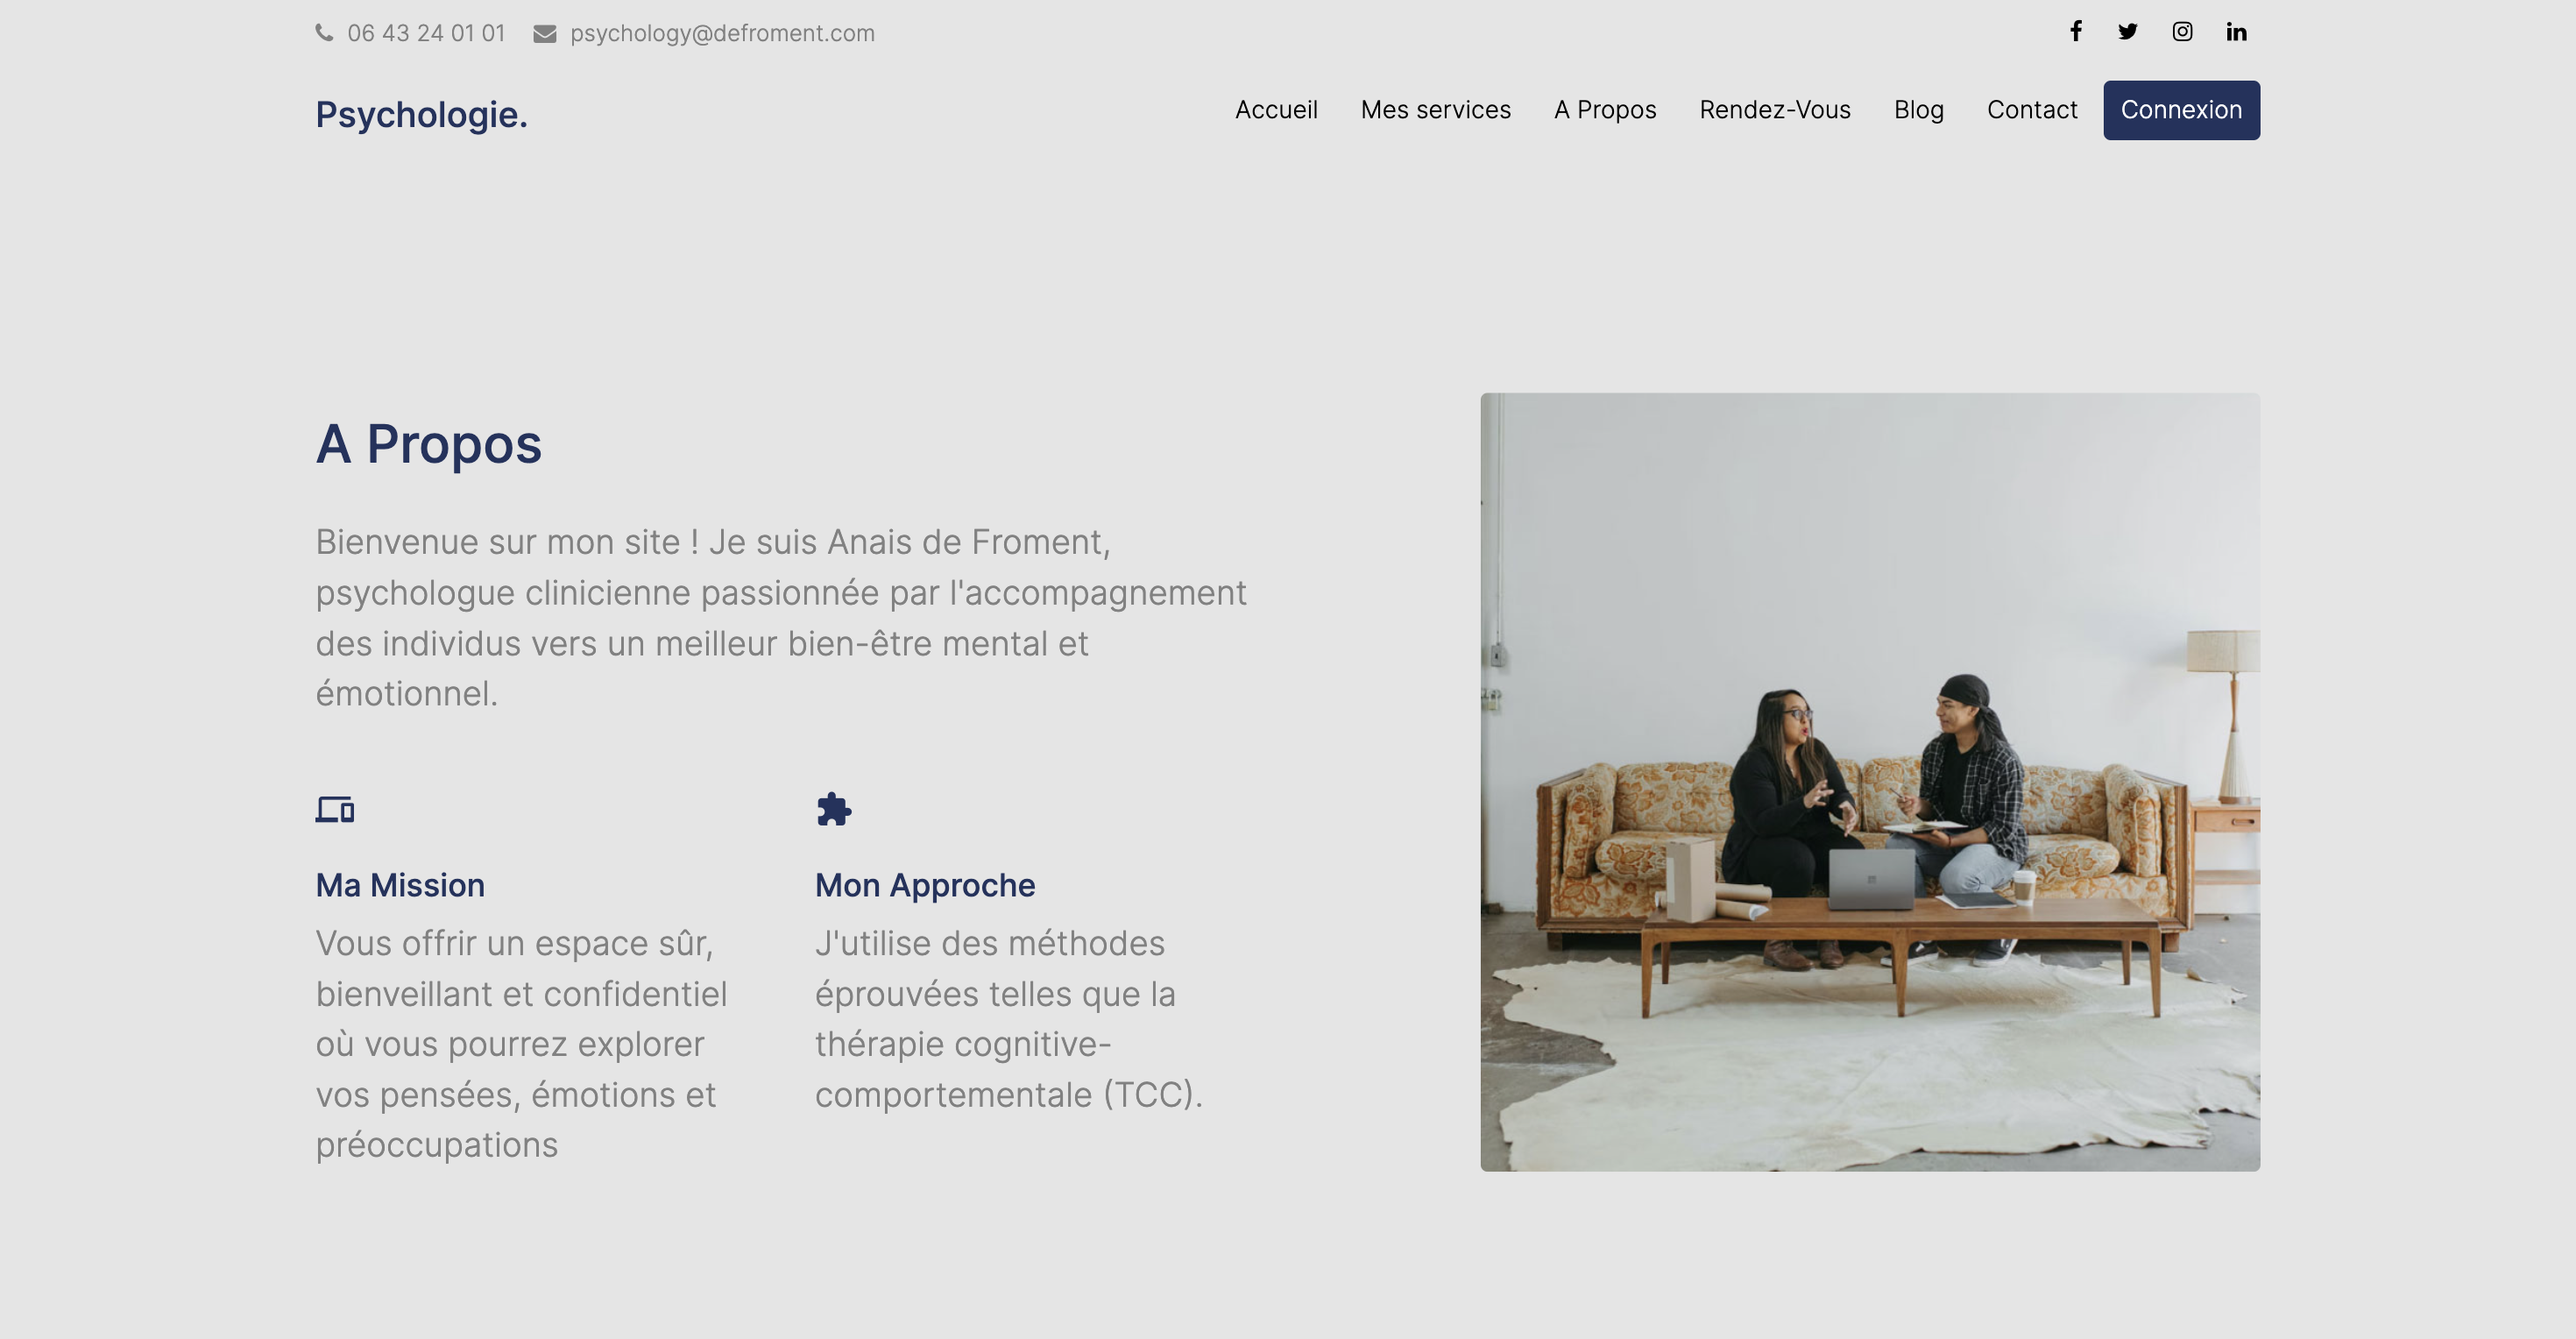 06 43 24 01 01 psychology@defroment.com
Psychologie.
Accueil Mes services A Propos Rendez-Vous Blog Contact Connexion
A Propos
Bienvenue sur mon site ! Je suis Anais de Froment,
psychologue clinicienne passionnée par l'accompagnement
des individus vers un meilleur bien-être mental et
émotionnel.
Ma Mission
Vous offrir un espace sûr,
bienveillant et confidentiel
où vous pourrez explorer
vos pensées, émotions et
préoccupations
Mon Approche
J'utilise des méthodes
éprouvées telles que la
thérapie cognitive-
comportementale (TCC).